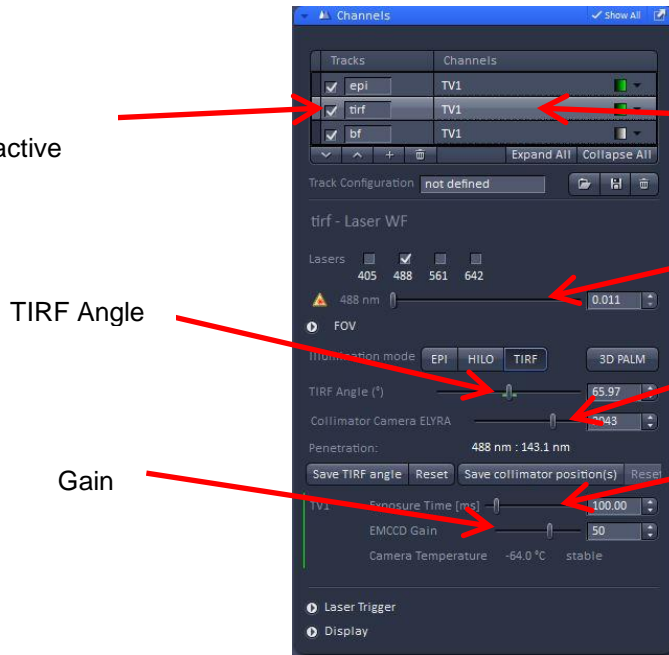 Channels Show All
Tracks Channels
epi TV1
tirf TV1
active
bf TV1
Expand All Collapse All
Track Configuration not defined
tirf - Laser WF
Lasers
405 488 561 642
488 nm 0.011
TIRF Angle
FOV
Illumination mode EPI HILO TIRF 3D PALM
TIRF Angle (°) 65.97
Collimator Camera ELYRA
Penetration: 488 nm : 143.1 nm
Save TIRF angle Reset Save collimator position(s) Reset
Gain
TV1 Exposure Time [ms] 100.00
EMCCD Gain 50
Camera Temperature -64.0 °C stable
Laser Trigger
Display